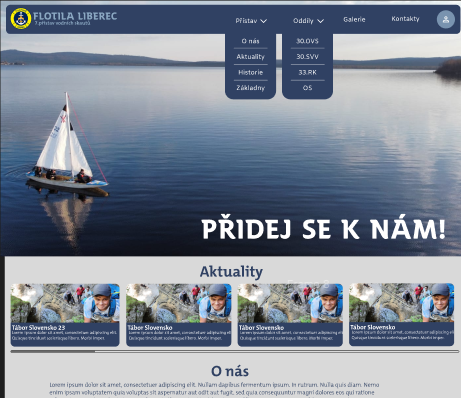 FLOTILA LIBEREC
7.přístav vodních skautů
Přístav
Oddíly
Galerie
Kontakty
O nás
Aktuality
Historie
Základny
30.OVS
30.SVV
33.RK
OS
PŘIDEJ SE K NÁM!
Aktuality
Tábor Slovensko 23
Lorem ipsum dolor sit amet, consectetuer adipiscing elit.
Quisque tincidunt scelerisque libero. Morbi imper.
Tábor Slovensko
Lorem ipsum dolor sit amet, consectetuer adipiscing elit.
Quisque tincidunt scelerisque libero. Morbi imper.
Tábor Slovensko
Lorem ipsum dolor sit amet, consectetuer adipiscing elit.
Quisque tincidunt scelerisque libero. Morbi imper.
Tábor Slovensko
Lorem ipsum dolor sit amet, consectetuer adipiscing elit.
Quisque tincidunt scelerisque libero. Morbi imper.
O nás
Lorem ipsum dolor sit amet, consectetuer adipiscing elit. Nullam dapibus fermentum ipsum. In rutrum. Nulla quis diam. Nemo
enim ipsam voluptatem quia voluptas sit aspernatur aut odit aut fugit, sed quia consequuntur magni dolores eos qui ratione